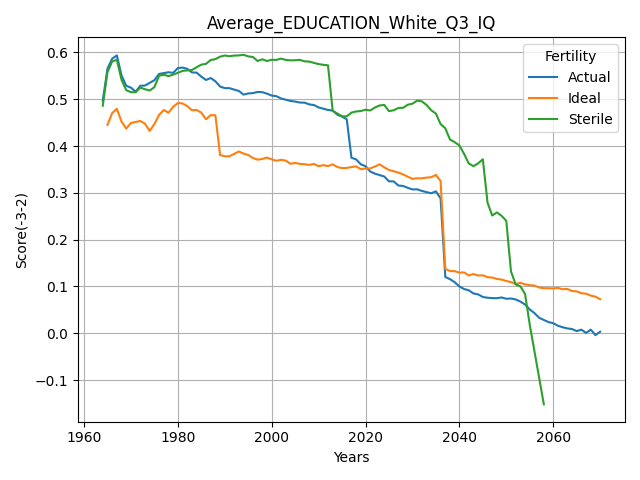 Average_EDUCATION_White_Q3_IQ
Fertility
Actual
Ideal
Sterile
Score(-3-2)
0.6
0.5
0.4
0.3
0.2
0.1
0.0
−0.1
1960
1980
2000
2020
2040
2060
Years